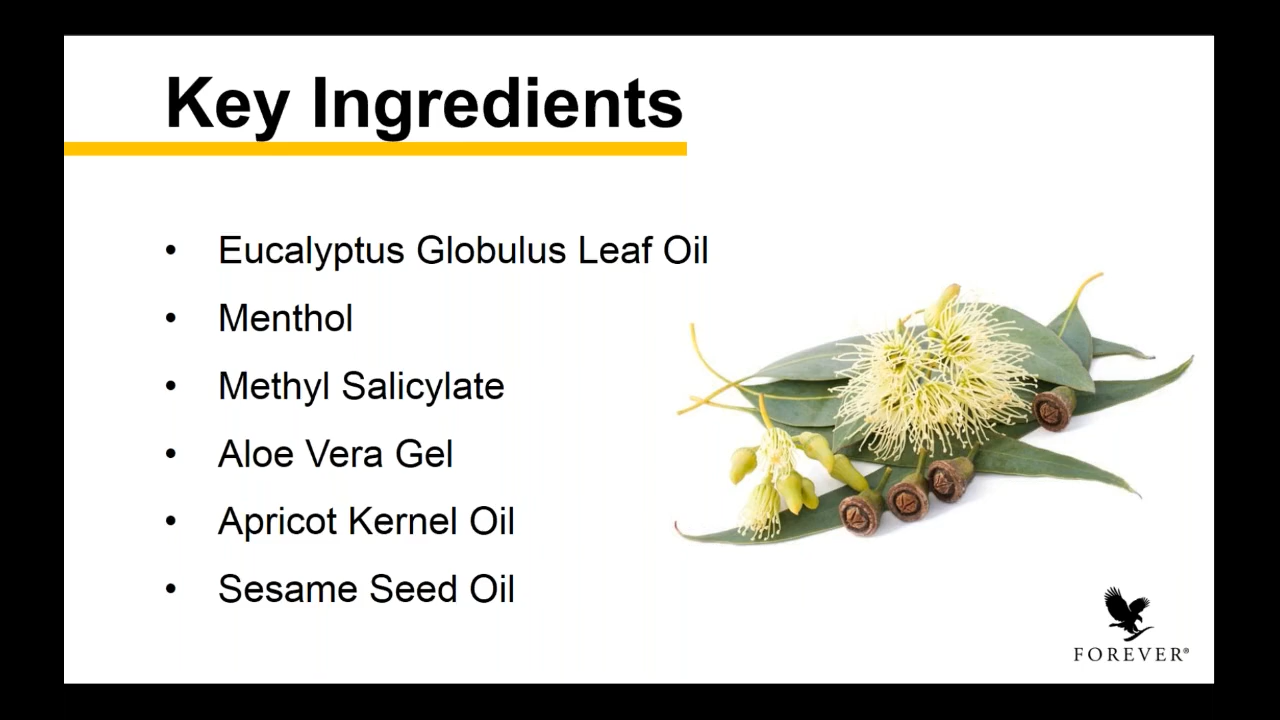 Key Ingredients
• Eucalyptus Globulus Leaf Oil
• Menthol
• Methyl Salicylate
• Aloe Vera Gel
• Apricot Kernel Oil
• Sesame Seed Oil
FOREVER®